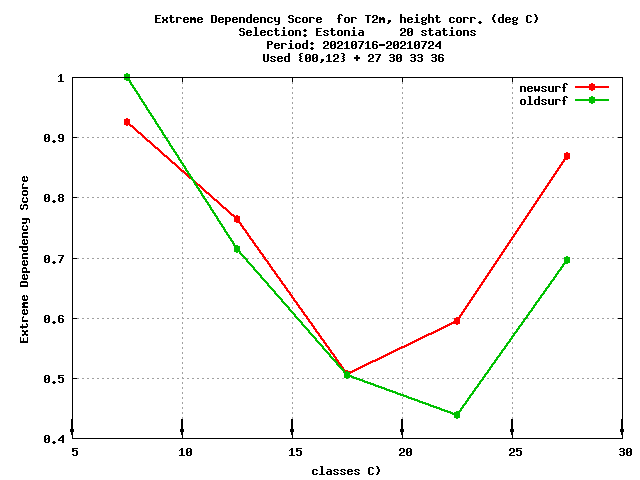 Extreme Dependency Score  for T2m, height corr. (deg C)
Selection: Estonia     20 stations
Period: 20210716-20210724
Used {00,12} + 27 30 33 36
newsurf
oldsurf
1
0.9
0.8
0.7
0.6
0.5
0.4
Extreme Dependency Score
5 10 15 20 25 30
classes C)